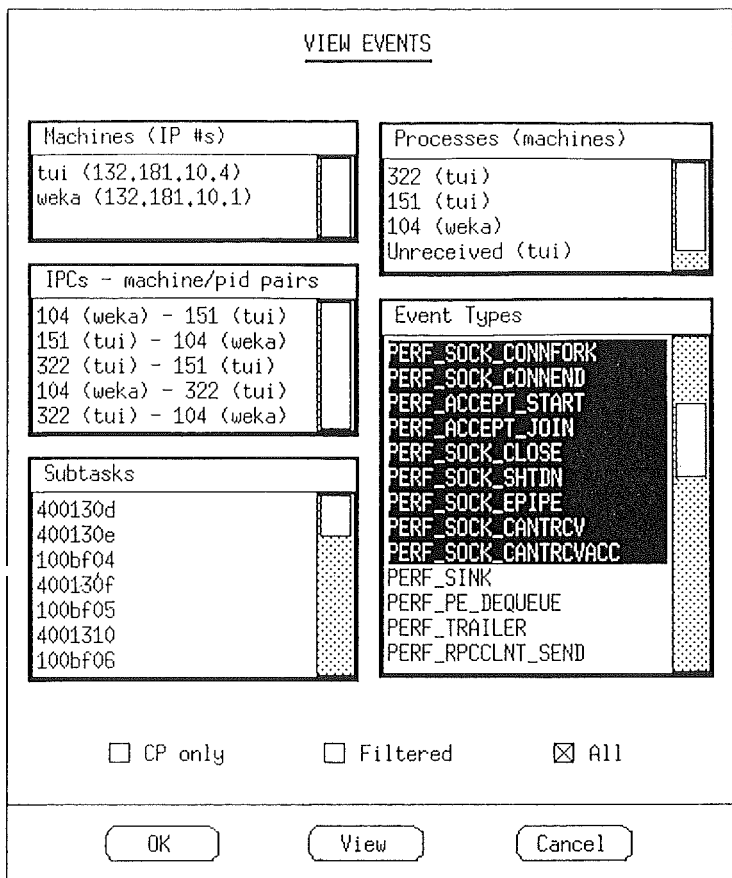 VIEW EVENTS
Machines (IP #s)
tui (132.181.10.4)
weka (132.181.10.1)
Processes (machines)
322 (tui)
151 (tui)
104 (weka)
Unreceived (tui)
IPCs - machine/pid pairs
104 (weka) - 151 (tui)
151 (tui) - 104 (weka)
322 (tui) - 151 (tui)
104 (weka) - 322 (tui)
322 (tui) - 104 (weka)
Event Types
PERF_SOCK_CONNFORK
PERF_SOCK_CONNEND
PERF_ACCEPT_START
PERF_ACCEPT_JOIN
PERF_SOCK_CLOSE
PERF_SOCK_SHTDN
PERF_SOCK_EPIPE
PERF_SOCK_CANTRCV
PERF_SOCK_CANTRCVACC
PERF_SINK
PERF_PE_DEQUEUE
PERF_TRAILER
PERF_RPCCLNT_SEND
Subtasks
400130d
400130e
100bf04
400130f
100bf05
4001310
100bf06
CP only
Filtered
All
OK
View
Cancel